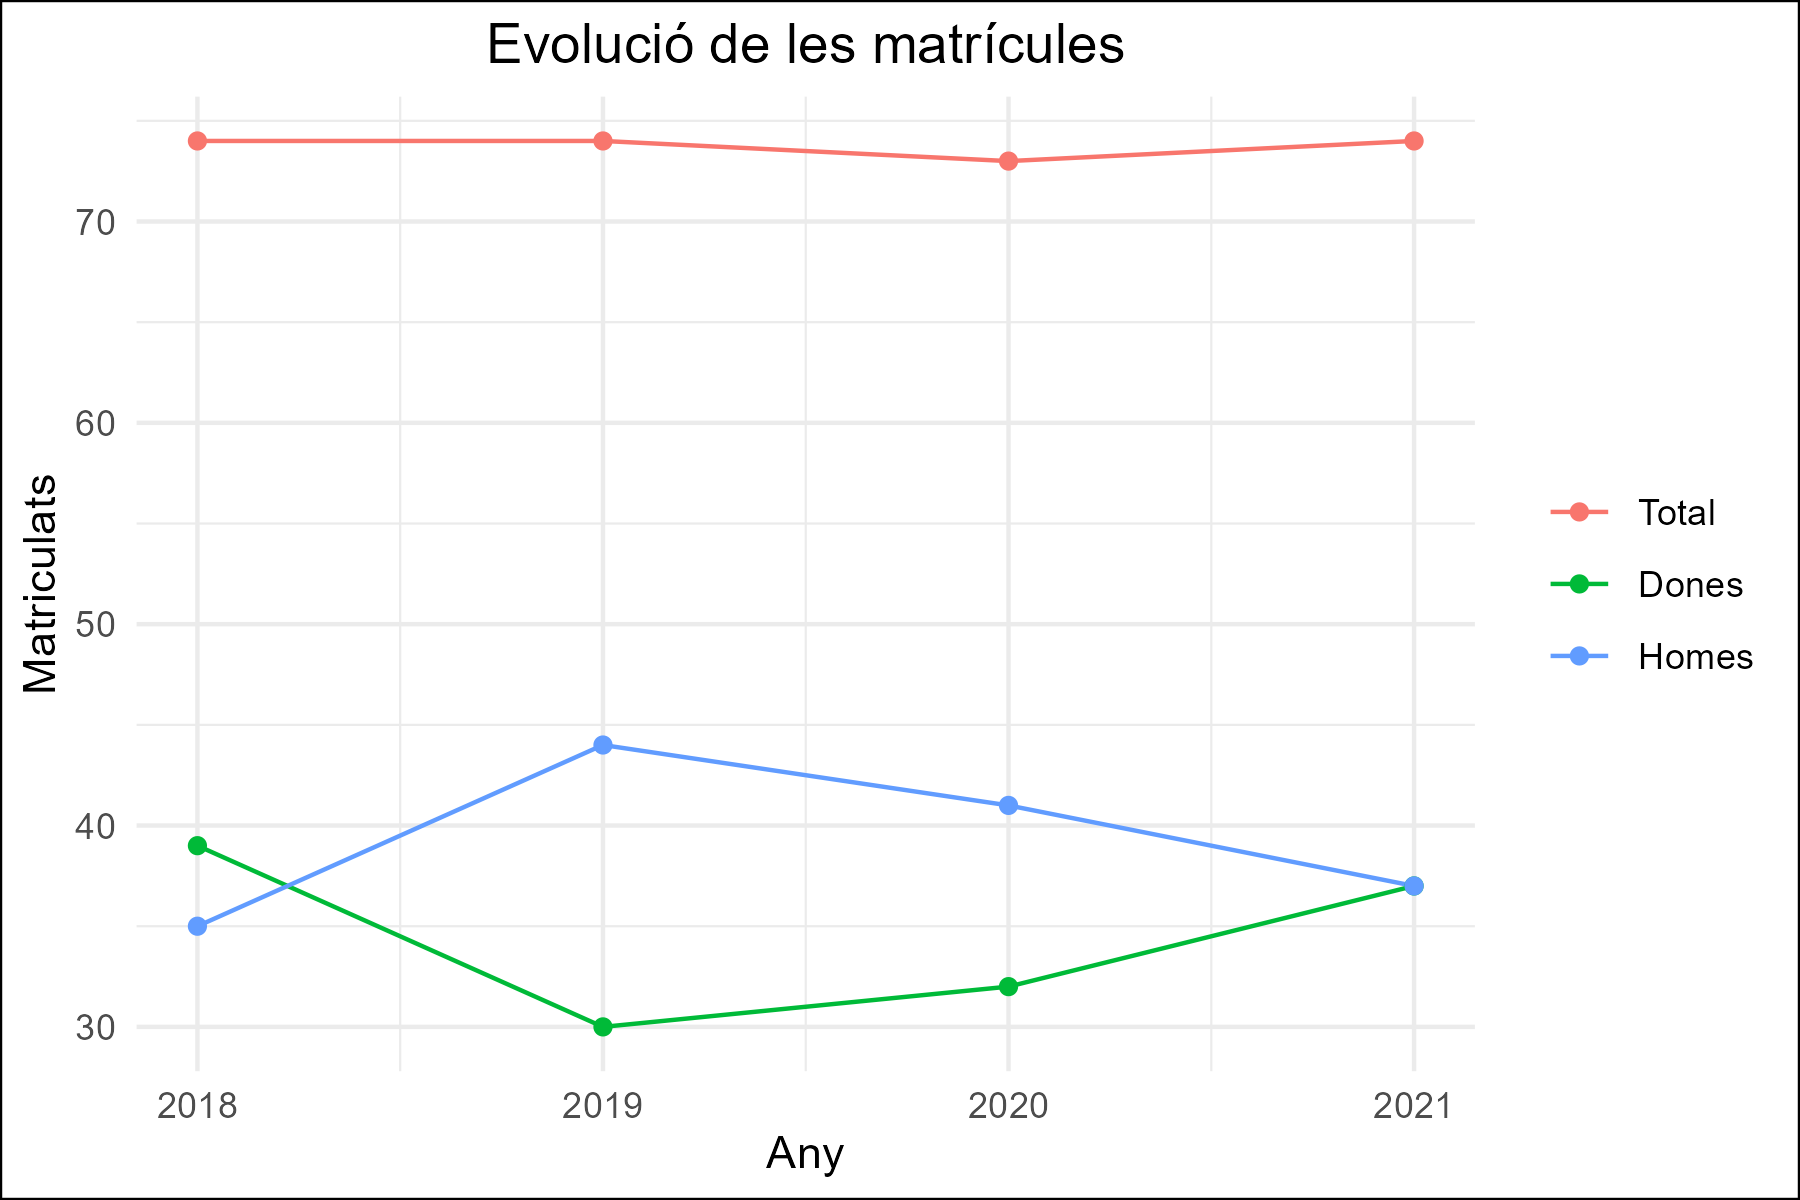 Evolució de les matrícules
Matriculats
70
60
50
40
30
2018
2019
2020
2021
Any
Total
Dones
Homes